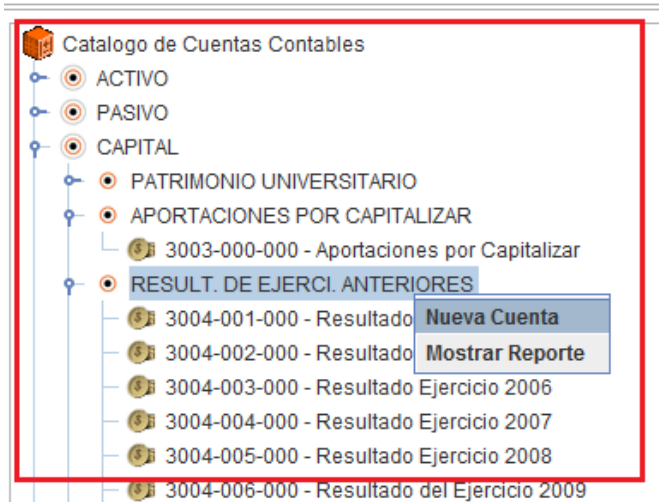 Catalogo de Cuentas Contables
ACTIVO
PASIVO
CAPITAL
PATRIMONIO UNIVERSITARIO
APORTACIONES POR CAPITALIZAR
3003-000-000 - Aportaciones por Capitalizar
RESULT. DE EJERCI. ANTERIORES
3004-001-000 - Resultado
Nueva Cuenta
3004-002-000 - Resultado
Mostrar Reporte
3004-003-000 - Resultado Ejercicio 2006
3004-004-000 - Resultado Ejercicio 2007
3004-005-000 - Resultado Ejercicio 2008
3004-006-000 - Resultado del Ejercicio 2009